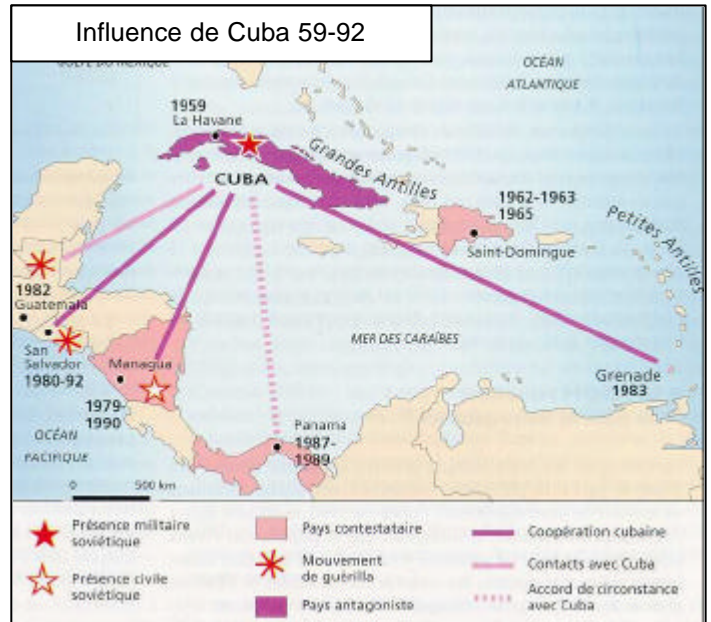 Influence de Cuba 59-92
OCÉAN
ATLANTIQUE
1959
La Havane
Grandes Antilles
CUBA
1962-1963
1965
Saint-Domingue
Petites Antilles
1982
Guatemala
San
Salvador
1980-92
Managua
1979-
1990
MER DES CARAÏBES
Grenade
1983
Panama
1987-
1989
OCÉAN
PACIFIQUE
0 500 km
Présence militaire
soviétique
Présence civile
soviétique
Pays contestataire
Mouvement
de guérilla
Pays antagoniste
Coopération cubaine
Contacts avec Cuba
Accord de circonstance
avec Cuba